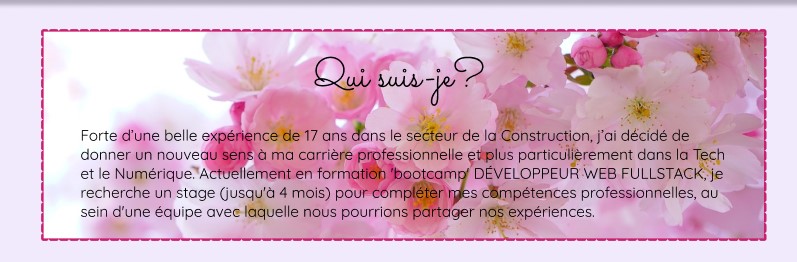 Qui suis-je?
Forte d'une belle expérience de 17 ans dans le secteur de la Construction, j'ai décidé de
donner un nouveau sens à ma carrière professionnelle et plus particulièrement dans la Tech
et le Numérique. Actuellement en formation 'bootcamp' DÉVELOPPEUR WEB FULLSTACK, je
recherche un stage (jusqu'à 4 mois) pour compléter mes compétences professionnelles, au
sein d'une équipe avec laquelle nous pourrions partager nos expériences.